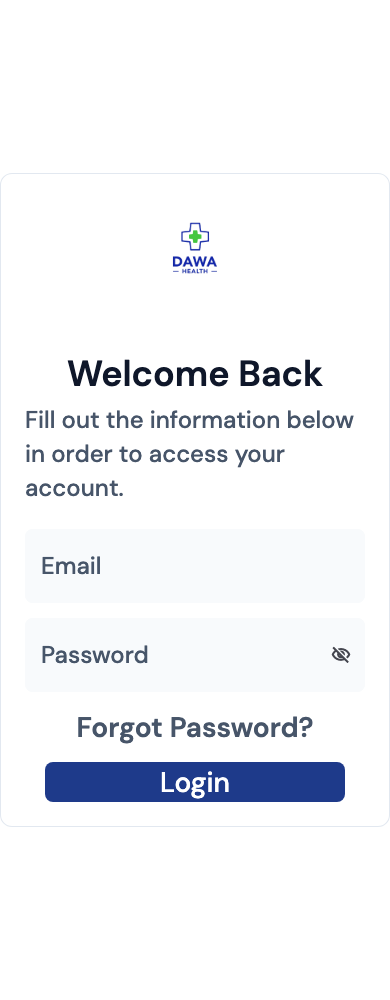 DAWA
HEALTH
Welcome Back
Fill out the information below
in order to access your
account.
Email
Password
Forgot Password?
Login